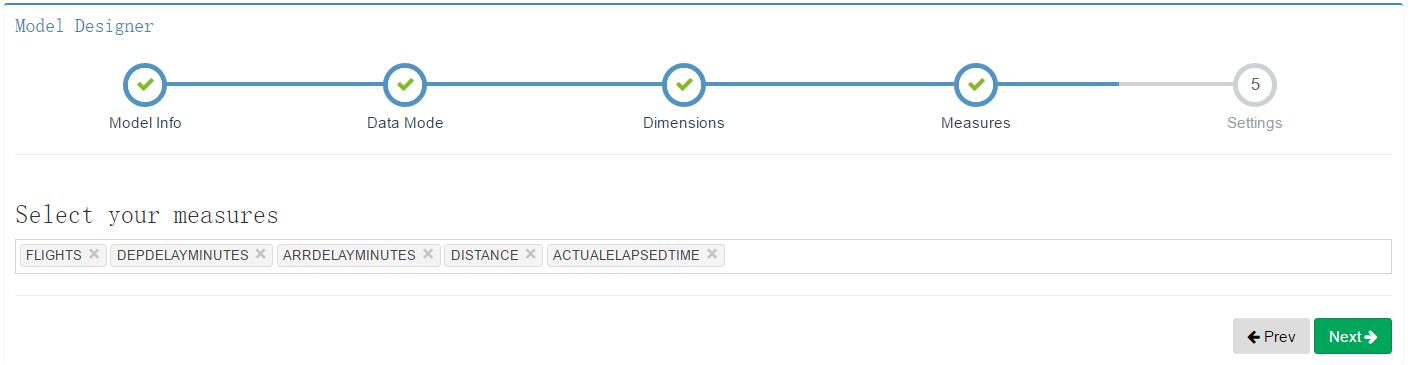 Model Designer
5
Model Info Data Mode Dimensions Measures Settings
Select your measures
FLIGHTS × DEPDELAYMINUTES × ARRDELAYMINUTES × DISTANCE × ACTUALELAPSEDTIME ×
Prev Next